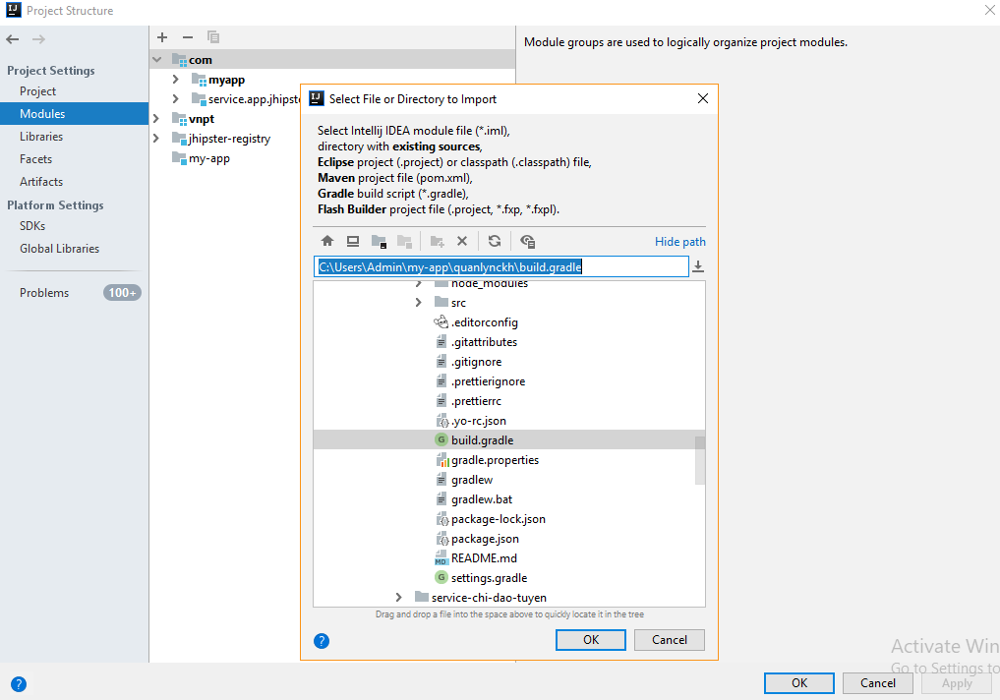 IJ Project Structure
Project Settings
Project
Modules
Libraries
Facets
Artifacts
Platform Settings
SDKs
Global Libraries
Problems 100+
com
myapp
service.app.jhipste
vnpt
jhipster-registry
my-app
Module groups are used to logically organize project modules.
IJ Select File or Directory to Import
Select Intellij IDEA module file (*.iml),
directory with existing sources,
Eclipse project (.project) or classpath (.classpath) file,
Maven project file (pom.xml),
Gradle build script (*.gradle),
Flash Builder project file (.project, *.fxp, *.fxpl).
Hide path
C:\Users\Admin\my-app\quanlynckh\build.gradle
node_modules
src
.editorconfig
.gitattributes
.gitignore
.prettierignore
.prettierrc
.yo-rc.json
G build.gradle
gradle.properties
gradlew
gradlew.bat
package-lock.json
package.json
MD README.md
G settings.gradle
service-chi-dao-tuyen
Drag and drop a file into the space above to quickly locate it in the tree
? OK Cancel
Activate Win
Go to Settings to
? OK Cancel Apply